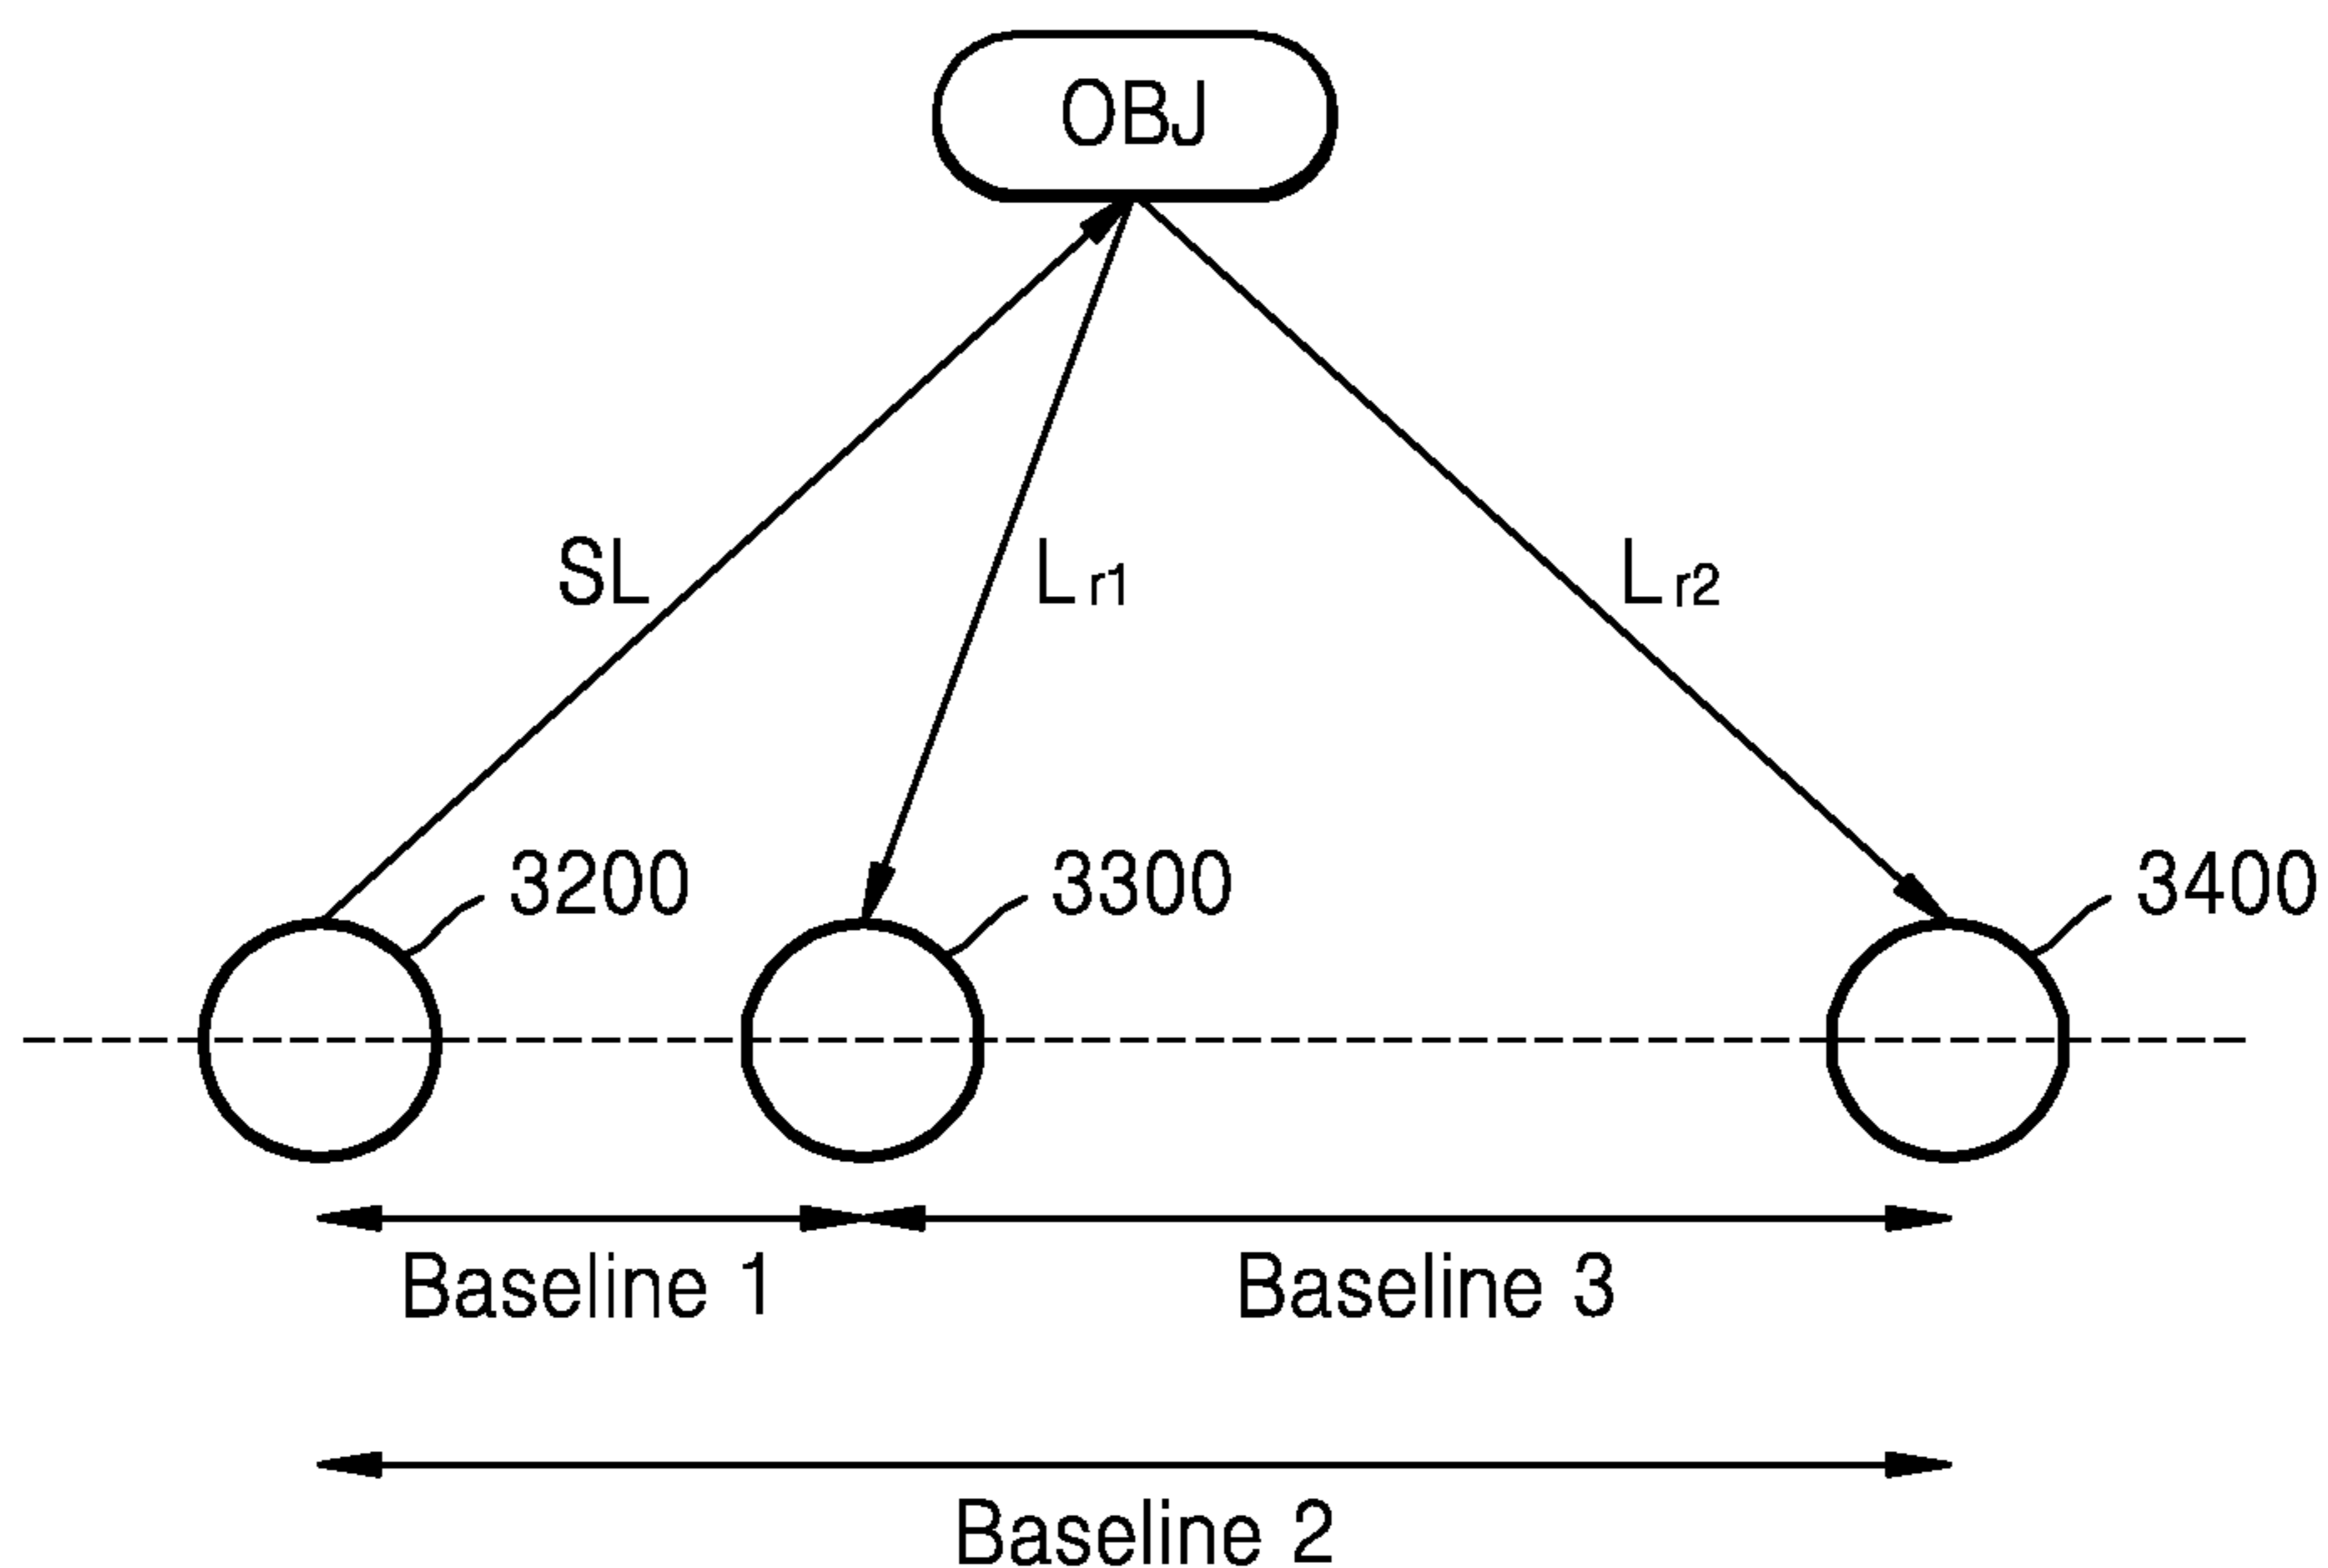 OBJ
SL
Lr1
Lr2
3200
3300
3400
Baseline 1
Baseline 3
Baseline 2